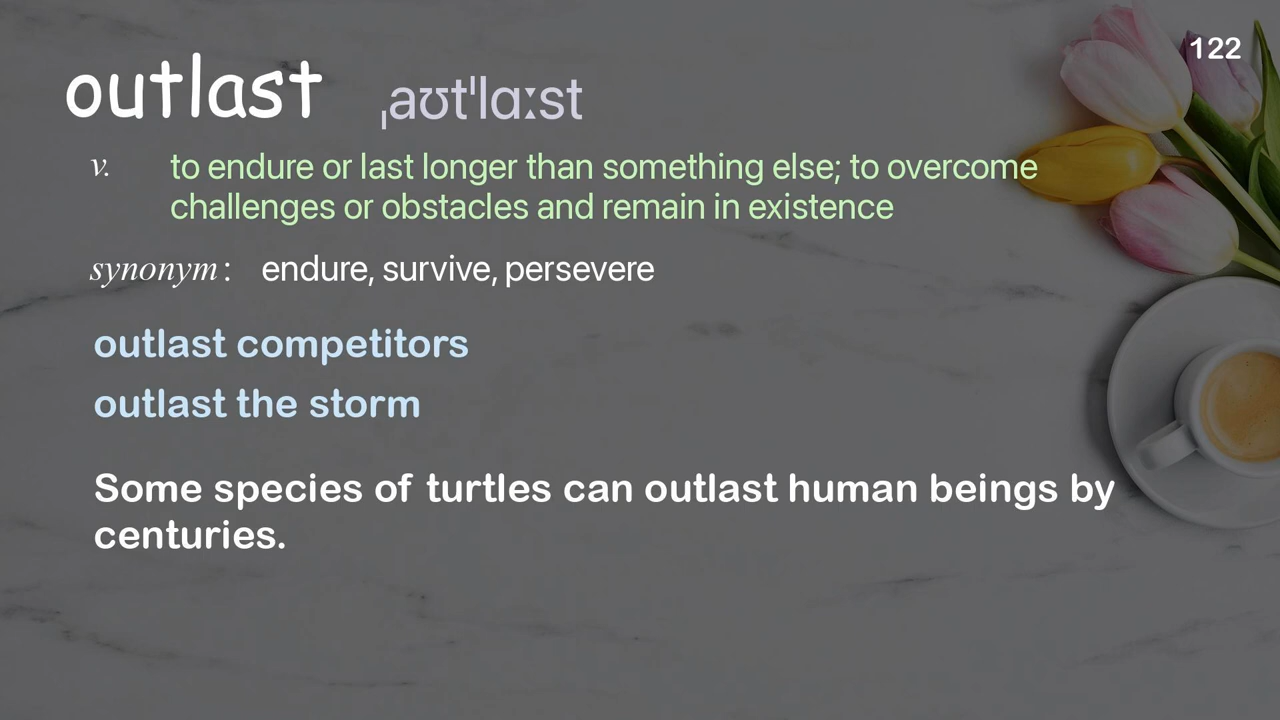 122
outlast ˌaʊtˈlɑːst
v. to endure or last longer than something else; to overcome
challenges or obstacles and remain in existence
synonym: endure, survive, persevere
outlast competitors
outlast the storm
Some species of turtles can outlast human beings by
centuries.